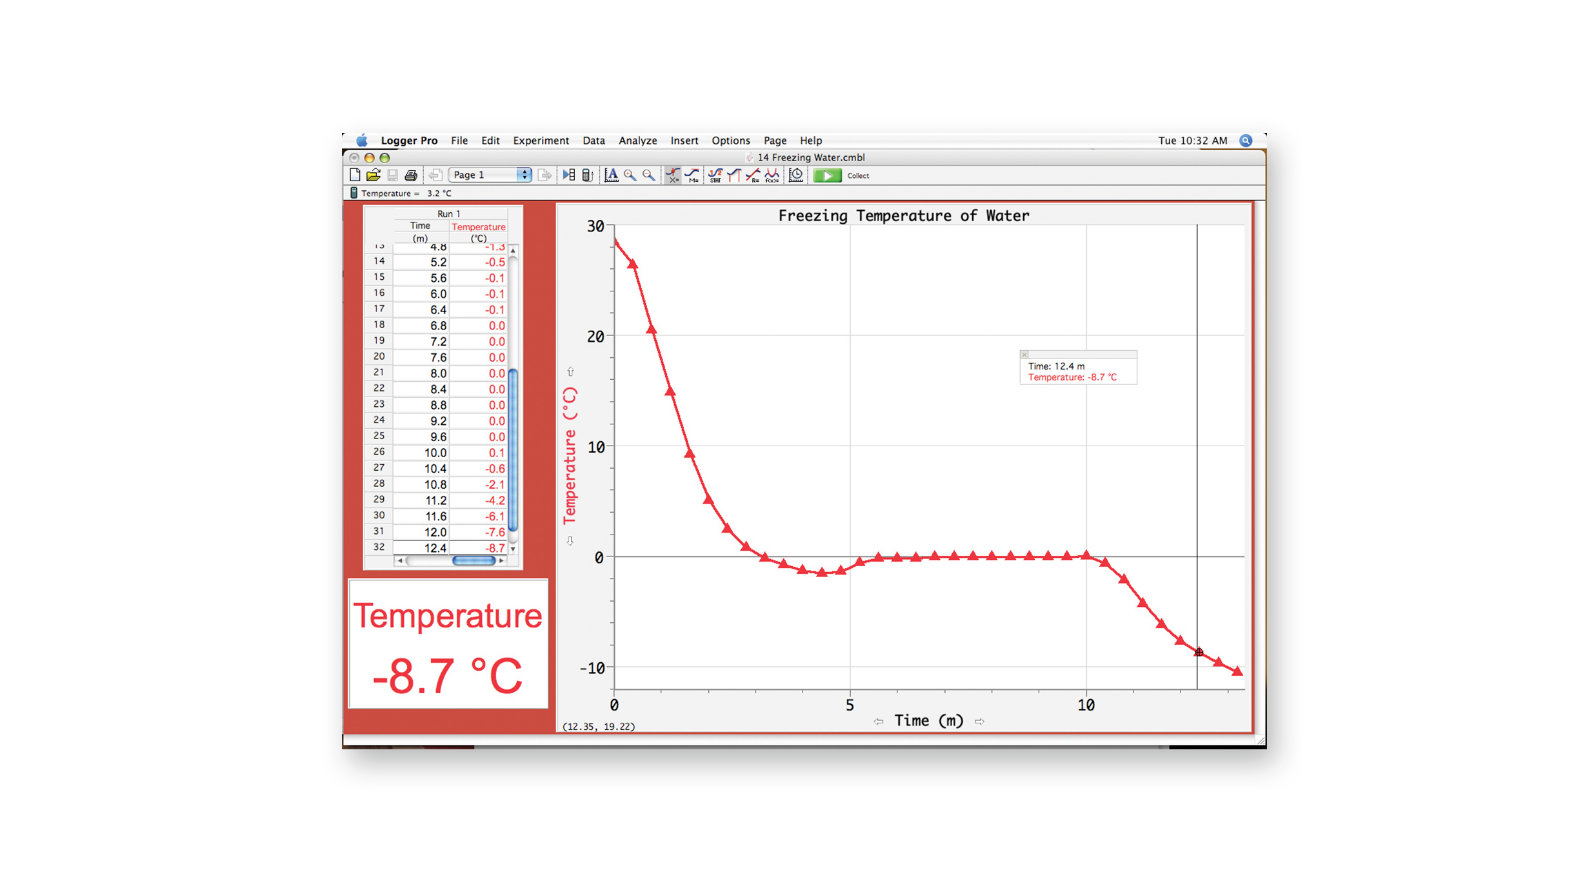 Logger Pro File Edit Experiment Data Analyze Insert Options Page Help Tue 10:32 AM
14 Freezing Water.cmbl
Page 1 Collect
Temperature = 3.2 °C
Run 1
Time Temperature
(m) (°C)
13 4.8 -1.3
14 5.2 -0.5
15 5.6 -0.1
16 6.0 -0.1
17 6.4 -0.1
18 6.8 0.0
19 7.2 0.0
20 7.6 0.0
21 8.0 0.0
22 8.4 0.0
23 8.8 0.0
24 9.2 0.0
25 9.6 0.0
26 10.0 0.1
27 10.4 -0.6
28 10.8 -2.1
29 11.2 -4.2
30 11.6 -6.1
31 12.0 -7.6
32 12.4 -8.7
Temperature
-8.7 °C
Freezing Temperature of Water
30
20
10
0
-10
Temperature (°C)
Time: 12.4 m
Temperature: -8.7 °C
0 5 10
Time (m)
(12.35, 19.22)